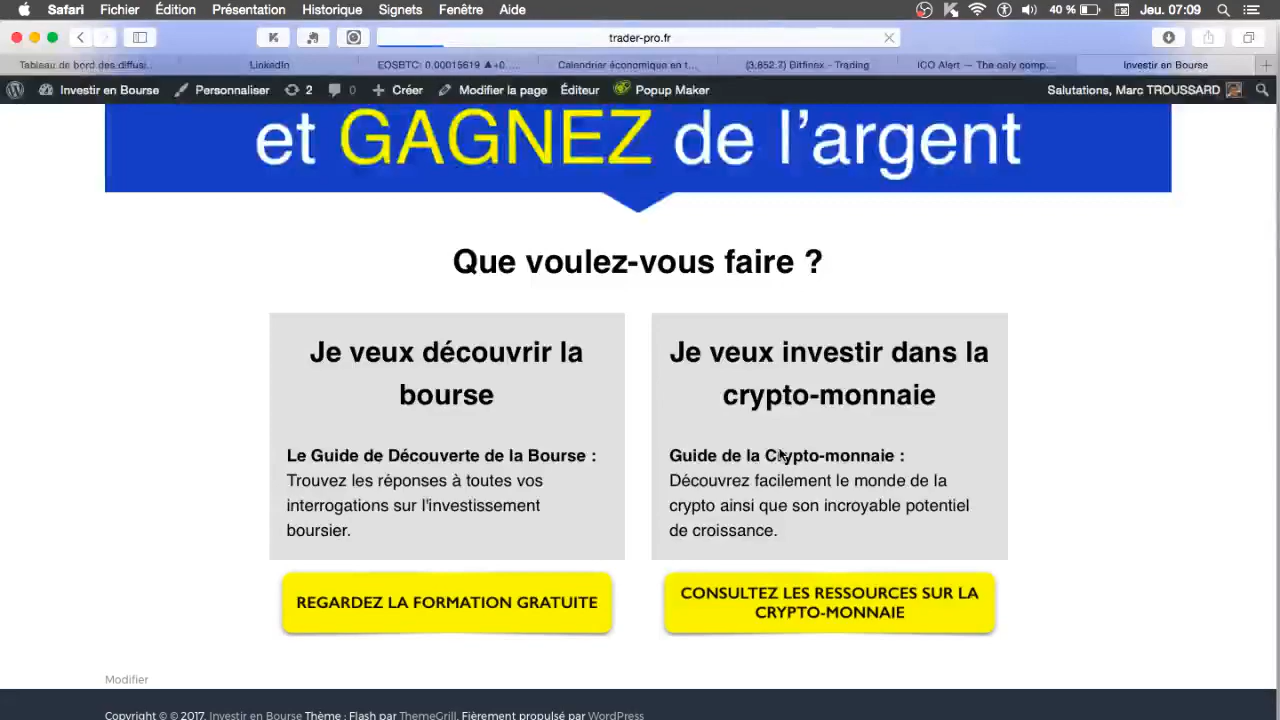 Safari Fichier Édition Présentation Historique Signets Fenêtre Aide 40 % Jeu. 07:09
trader-pro.fr
Tableau de bord des diffus... LinkedIn EOSBTC: 0.00015619 ▲+0.... Calendrier économique en t... (3,852.7) Bitfinex - Trading ICO Alert — The only comp... Investir en Bourse
Investir en Bourse Personnaliser 2 0 Créer Modifier la page Éditeur Popup Maker Salutations, Marc TROUSSARD
et GAGNEZ de l’argent
Que voulez-vous faire ?
Je veux découvrir la
bourse
Le Guide de Découverte de la Bourse :
Trouvez les réponses à toutes vos
interrogations sur l'investissement
boursier.
REGARDEZ LA FORMATION GRATUITE
Je veux investir dans la
crypto-monnaie
Guide de la Crypto-monnaie :
Découvrez facilement le monde de la
crypto ainsi que son incroyable potentiel
de croissance.
CONSULTEZ LES RESSOURCES SUR LA
CRYPTO-MONNAIE
Modifier
Copyright © © 2017, Investir en Bourse Thème : Flash par ThemeGrill. Fièrement propulsé par WordPress